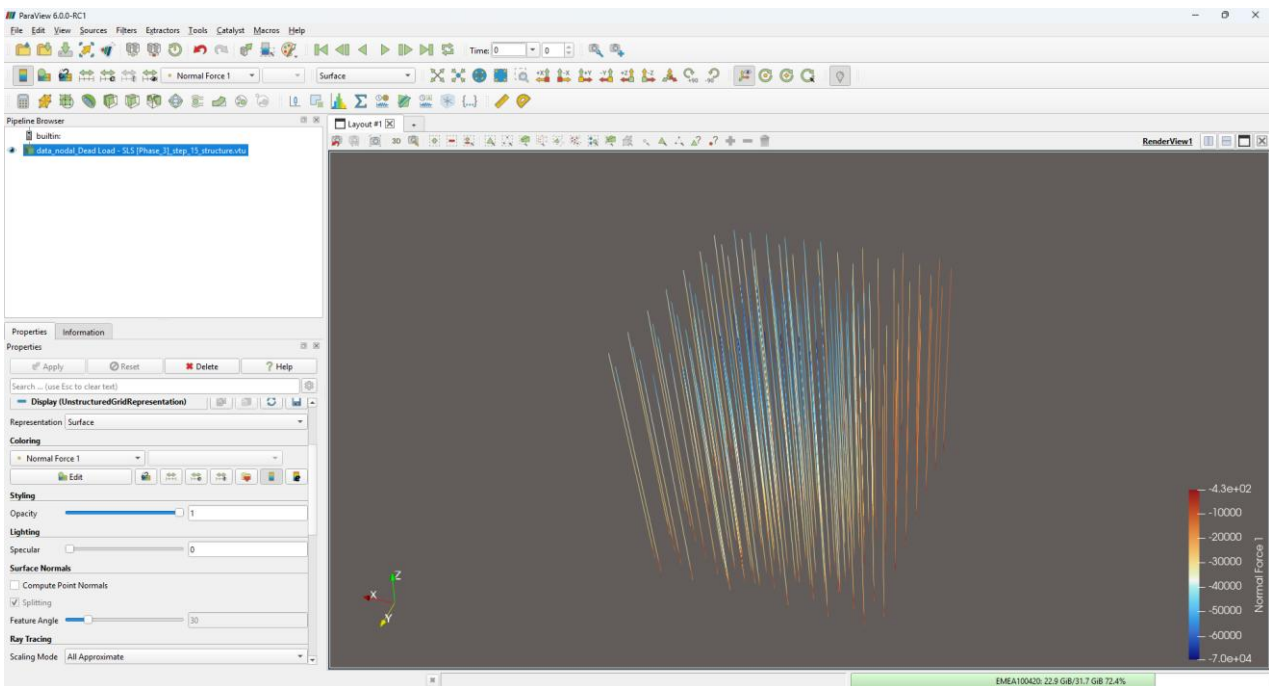 ParaView 6.0.0-RC1
File Edit View Sources Filters Extractors Tools Catalyst Macros Help
Time: 0 0
Normal Force 1 Surface
Pipeline Browser
Layout #1
builtin:
3D
RenderView1
data_nodal_Dead Load - SLS [Phase_3]_step_15_structure.vtu
Properties Information
Properties
Apply Reset Delete ? Help
Search ... (use Esc to clear text)
Display (UnstructuredGridRepresentation)
Representation Surface
Coloring
Normal Force 1
Edit
Styling
Opacity 1
Lighting
Specular 0
Surface Normals
Compute Point Normals
Splitting
Feature Angle 30
Ray Tracing
Scaling Mode All Approximate
Z
X
Y
-4.3e+02
-10000
-20000
-30000
-40000
-50000
-60000
-7.0e+04
Normal Force 1
EMEA100420: 22.9 GiB/31.7 GiB 72.4%